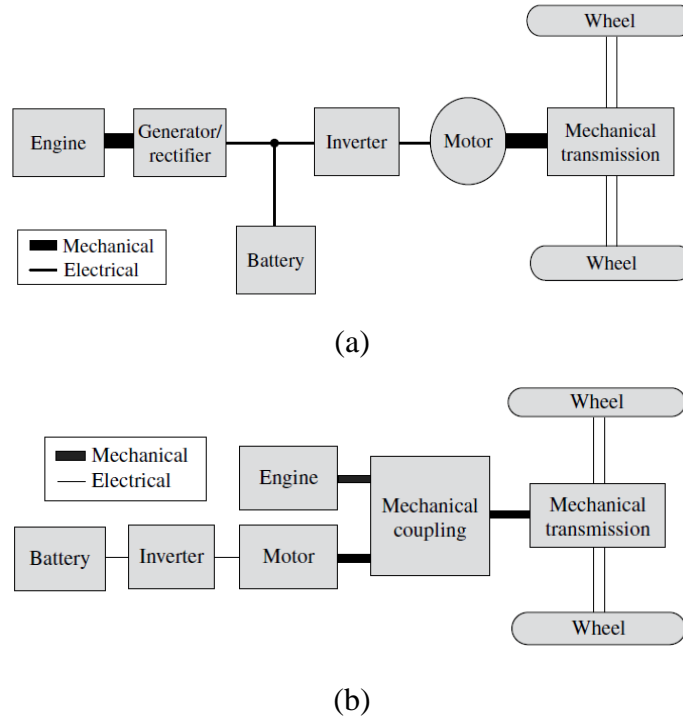 Wheel
Engine
Generator/
rectifier
Inverter
Motor
Mechanical
transmission
Mechanical
Electrical
Battery
Wheel
(a)
Wheel
Mechanical
Electrical
Engine
Mechanical
coupling
Mechanical
transmission
Battery
Inverter
Motor
Wheel
(b)